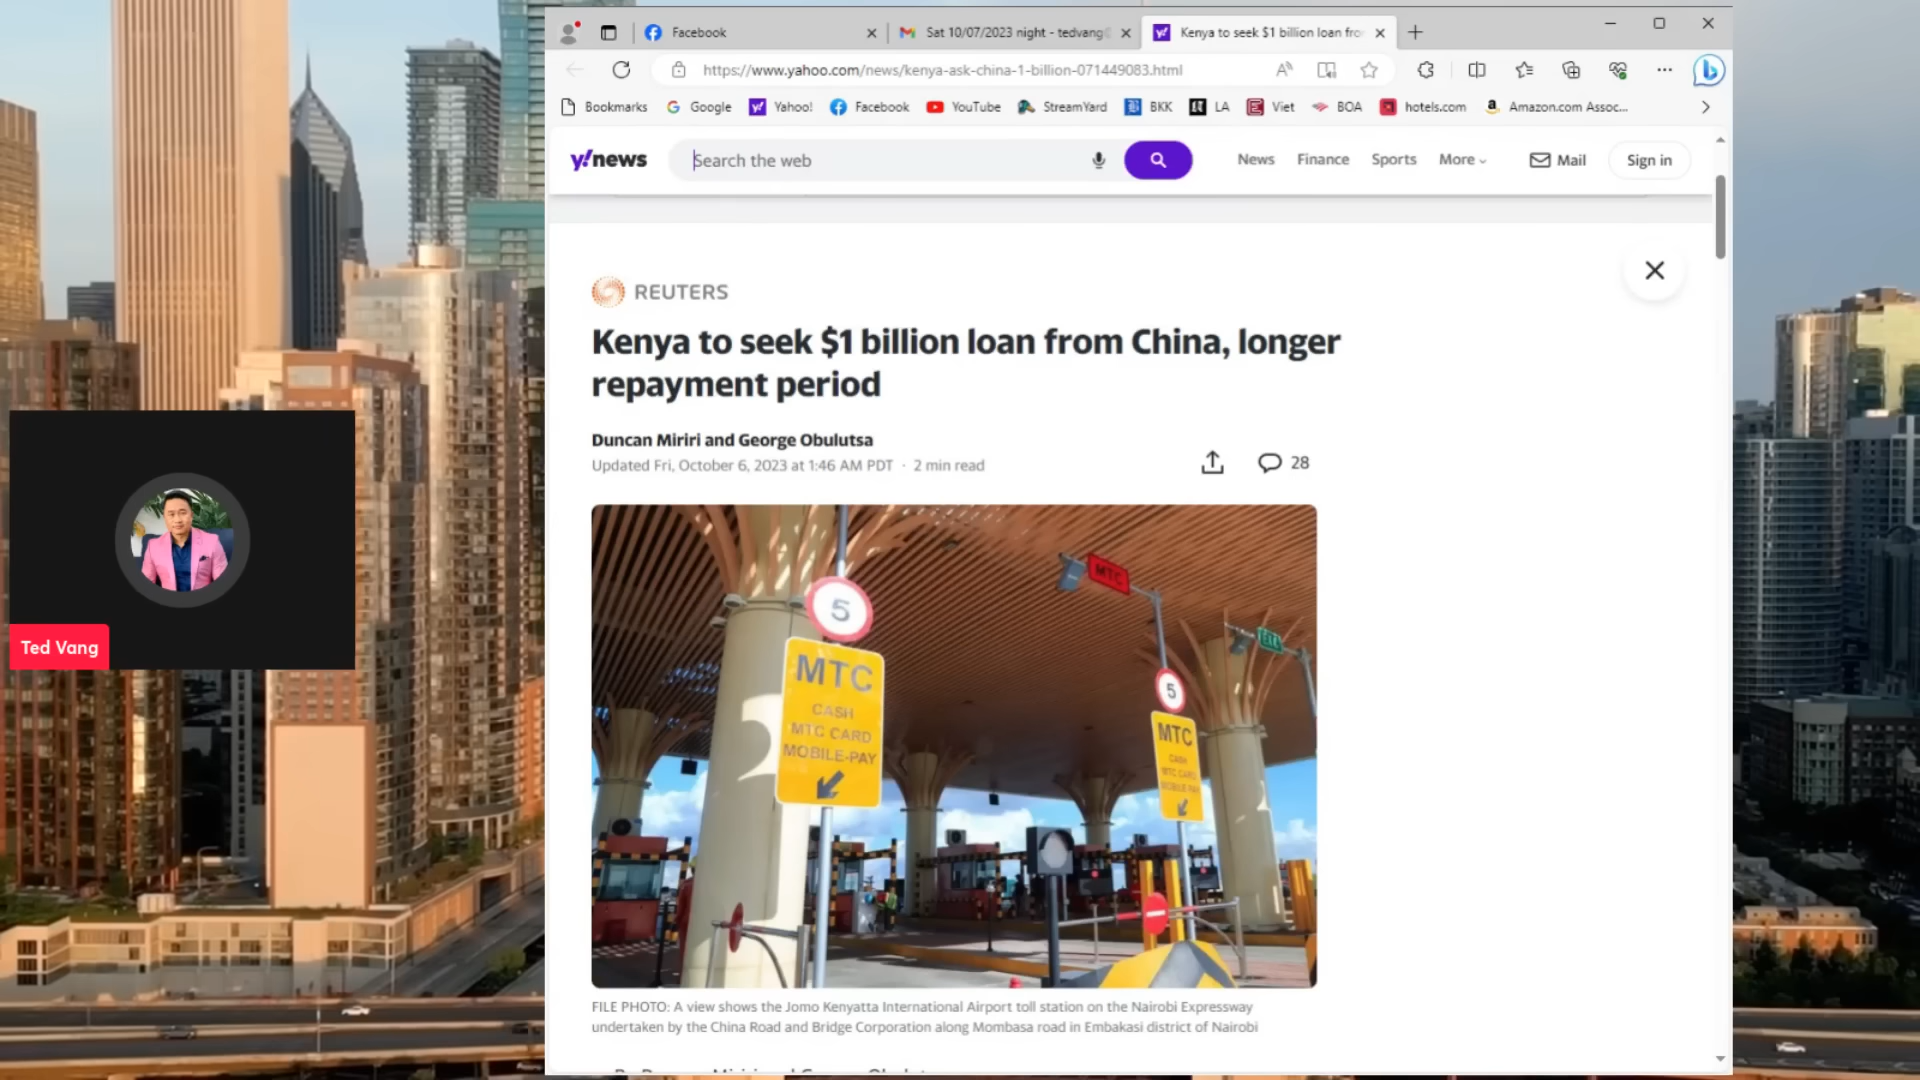 Facebook
Sat 10/07/2023 night - tedvang
Kenya to seek $1 billion loan fro
https://www.yahoo.com/news/kenya-ask-china-1-billion-071449083.html
Bookmarks
Google
Yahoo!
Facebook
YouTube
StreamYard
BKK
LA
Viet
BOA
hotels.com
Amazon.com Assoc...
y!news
Search the web
News
Finance
Sports
More
Mail
Sign in
REUTERS
Kenya to seek $1 billion loan from China, longer
repayment period
Duncan Miriri and George Obulutsa
Updated Fri, October 6, 2023 at 1:46 AM PDT · 2 min read
28
5
MTC
CASH
MTC CARD
MOBILE-PAY
MTC
5
MTC
CASH
MTC CARD
MOBILE-PAY
FILE PHOTO: A view shows the Jomo Kenyatta International Airport toll station on the Nairobi Expressway
undertaken by the China Road and Bridge Corporation along Mombasa road in Embakasi district of Nairobi
Ted Vang